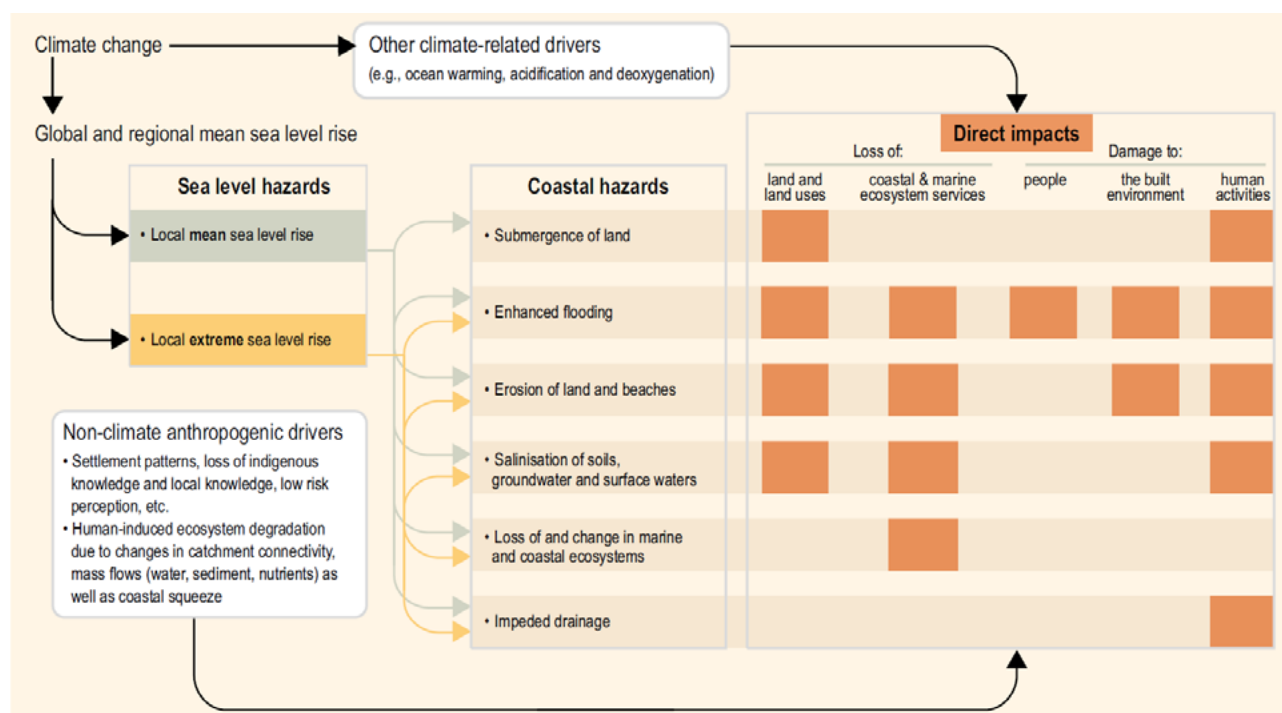 Climate change
Other climate-related drivers
(e.g., ocean warming, acidification and deoxygenation)
Global and regional mean sea level rise
Direct impacts
Loss of:
Damage to:
Sea level hazards
Coastal hazards
land and
land uses
coastal & marine
ecosystem services
people
the built
environment
human
activities
• Local mean sea level rise
• Submergence of land
• Enhanced flooding
• Local extreme sea level rise
• Erosion of land and beaches
Non-climate anthropogenic drivers
• Settlement patterns, loss of indigenous
knowledge and local knowledge, low risk
perception, etc.
• Human-induced ecosystem degradation
due to changes in catchment connectivity,
mass flows (water, sediment, nutrients) as
well as coastal squeeze
• Salinisation of soils,
groundwater and surface waters
• Loss of and change in marine
and coastal ecosystems
• Impeded drainage